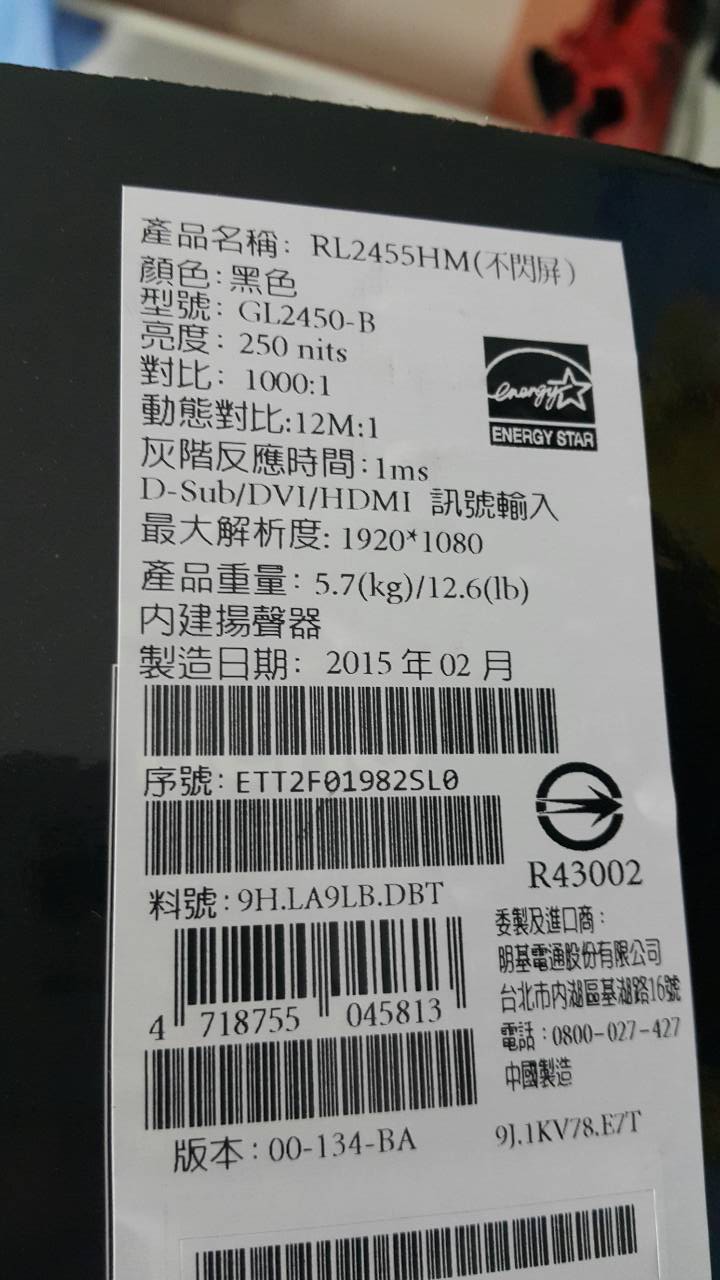 產品名稱: RL2455HM(不閃屏)
顏色:黑色
型號: GL2450-B
亮度: 250 nits
對比: 1000:1
動態對比:12M:1
灰階反應時間:1ms
D-Sub/DVI/HDMI 訊號輸入
最大解析度: 1920*1080
產品重量: 5.7(kg)/12.6(lb)
內建揚聲器
製造日期: 2015 年 02 月
energy
ENERGY STAR
序號: ETT2F01982SL0
R43002
料號:9H.LA9LB.DBT
4 718755 045813
委製及進口商:
明基電通股份有限公司
台北市內湖區基湖路16號
電話:0800-027-427
中國製造
版本:00-134-BA
9J.1KV78.E7T